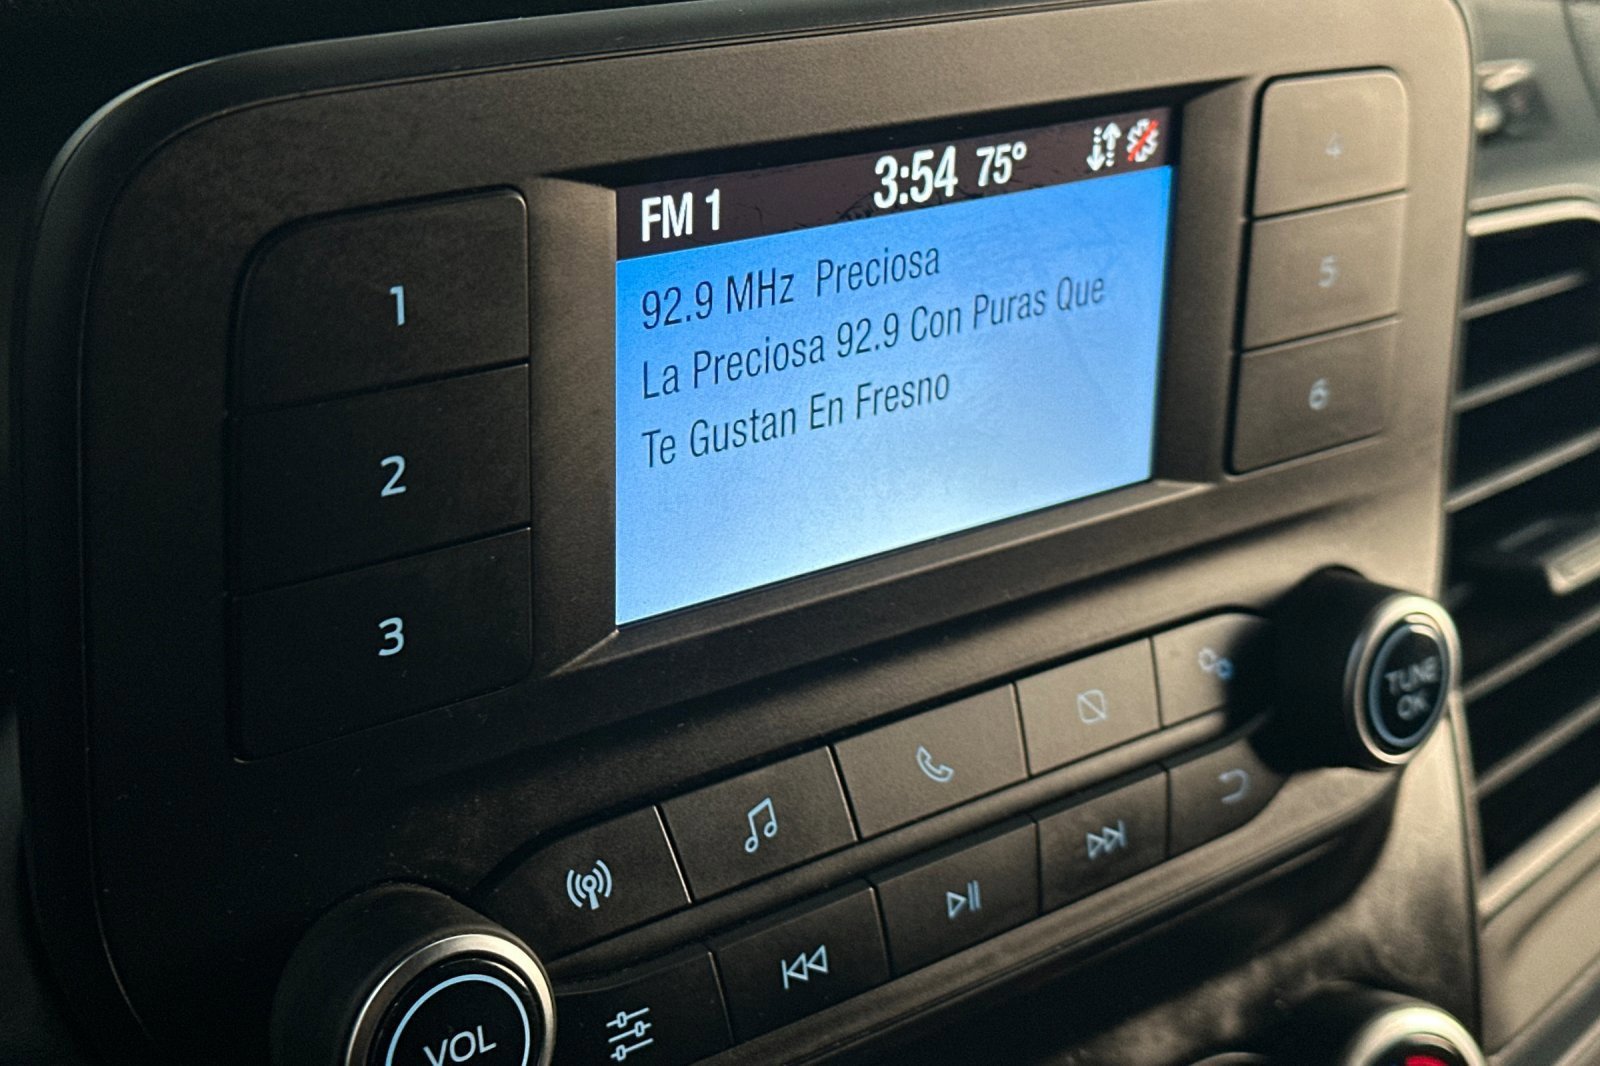 FM 1 3:54 75°
92.9 MHz Preciosa
La Preciosa 92.9 Con Puras Que
Te Gustan En Fresno
1
2
3
4
5
6
TUNE
OK
VOL